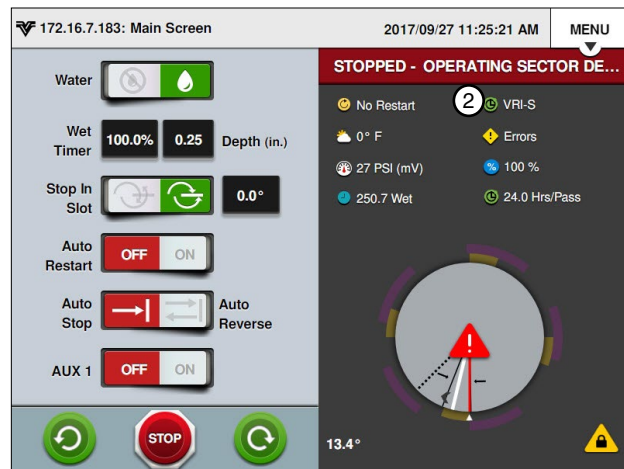 172.16.7.183: Main Screen
2017/09/27 11:25:21 AM
MENU
Water
Wet Timer
100.0%
0.25
Depth (in.)
Stop In Slot
0.0°
Auto Restart
OFF
ON
Auto Stop
Auto Reverse
AUX 1
OFF
ON
STOP
STOPPED - OPERATING SECTOR DE...
No Restart
2
VRI-S
0° F
Errors
27 PSI (mV)
%
100 %
250.7 Wet
24.0 Hrs/Pass
13.4°